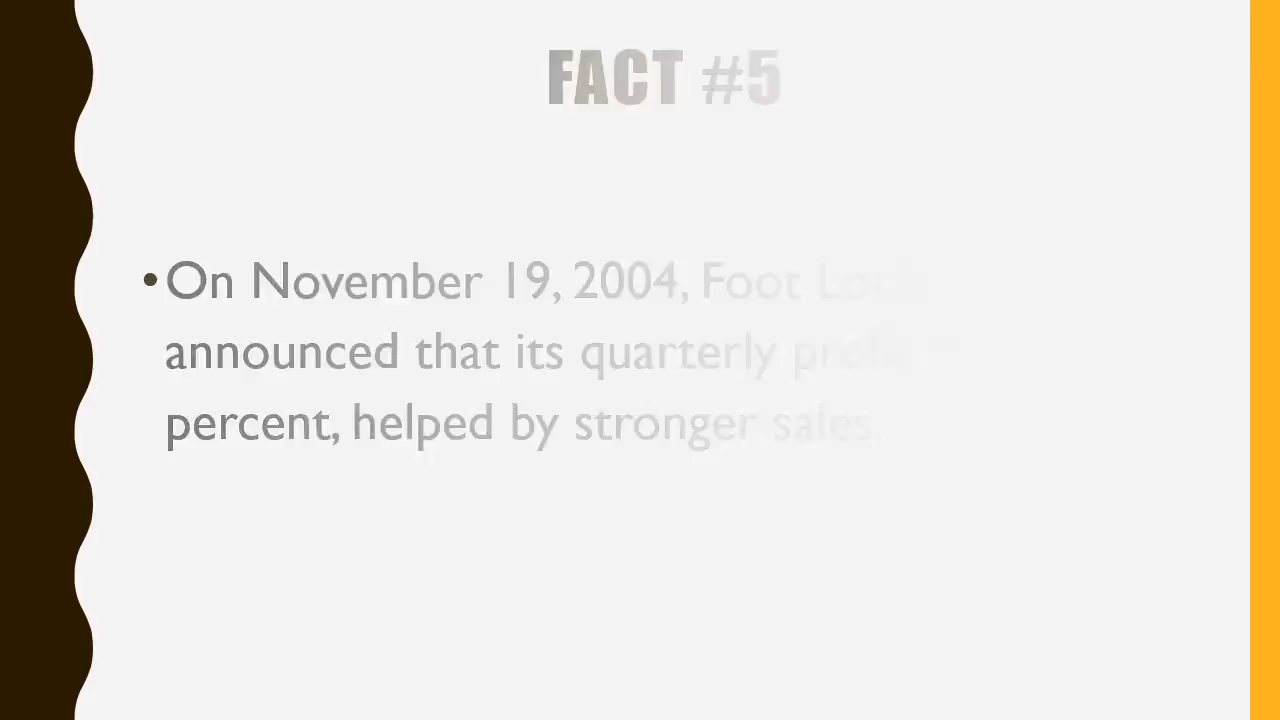 FACT #5
•On November 19, 2004, Foot
announced that its quarterly
percent, helped by stronger sales.